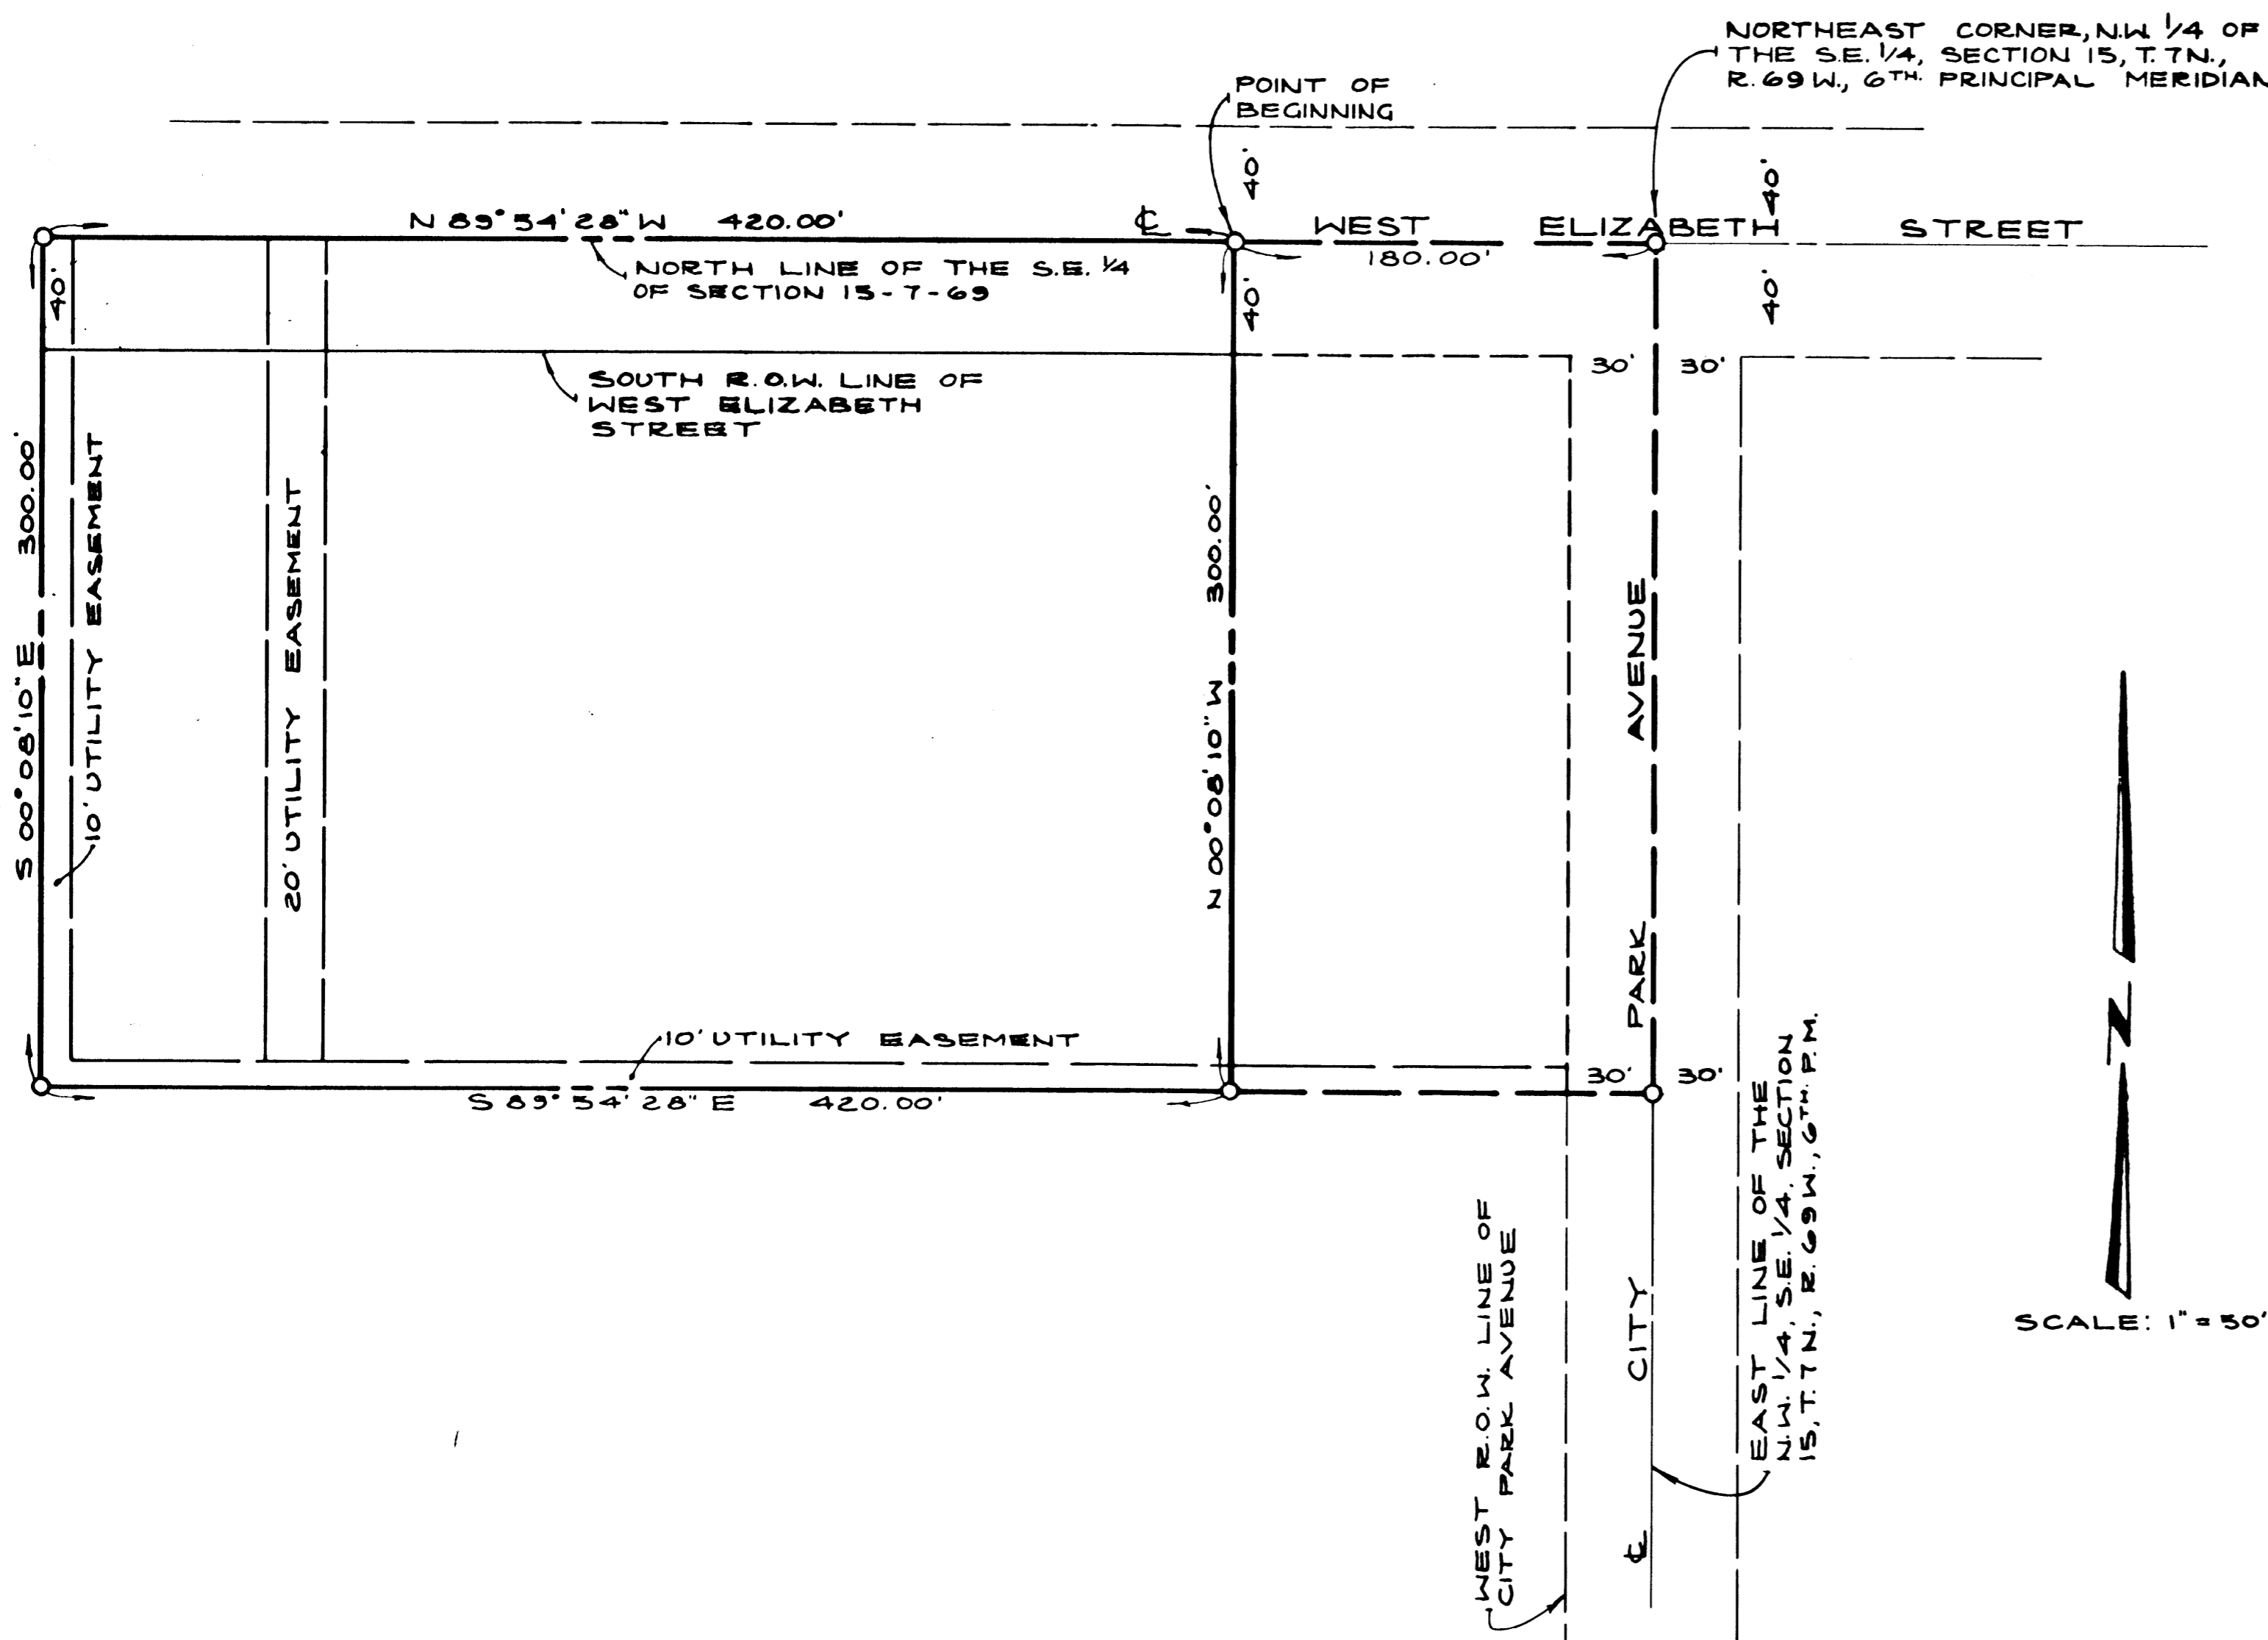 NORTHEAST CORNER, N.W. 1/4 OF
THE S.E. 1/4, SECTION 15, T. 7N.,
R. 69 W., 6TH. PRINCIPAL MERIDIAN
POINT OF
BEGINNING
40'
40'
N 89° 54' 28" W 420.00'
℄ WEST ELIZABETH STREET
180.00'
NORTH LINE OF THE S.E. 1/4
OF SECTION 15-7-69
40'
40'
40'
30' 30'
SOUTH R.O.W. LINE OF
WEST ELIZABETH
STREET
S 00° 08' 10" E 300.00'
10' UTILITY EASEMENT
20' UTILITY EASEMENT
N 00° 08' 10" W 300.00'
℄ CITY PARK AVENUE
10' UTILITY EASEMENT
30' 30'
S 89° 54' 28" E 420.00'
N
SCALE: 1" = 50'
WEST R.O.W. LINE OF
CITY PARK AVENUE
EAST LINE OF THE
N.W. 1/4, S.E. 1/4. SECTION
15, T. 7 N., R. 69 W., 6TH. P.M.